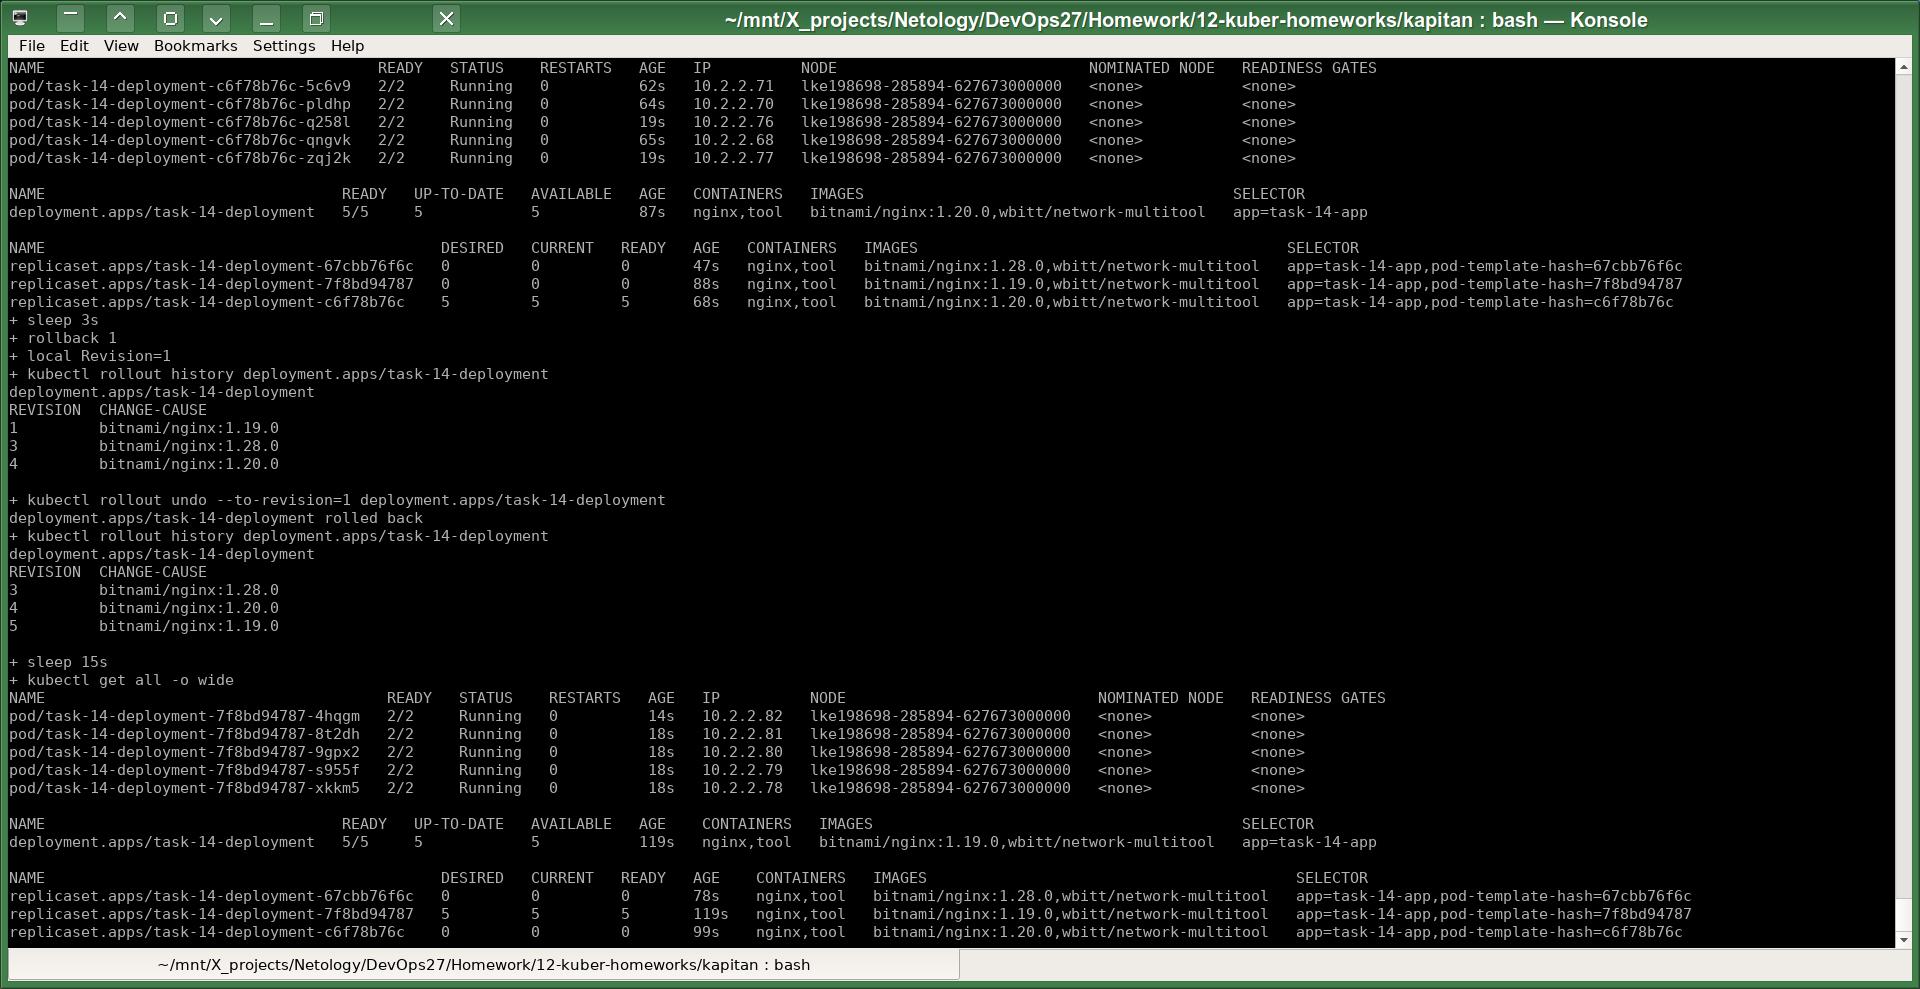 ~/mnt/X_projects/Netology/DevOps27/Homework/12-kuber-homeworks/kapitan : bash — Konsole
File Edit View Bookmarks Settings Help
NAME READY STATUS RESTARTS AGE IP NODE NOMINATED NODE READINESS GATES
pod/task-14-deployment-c6f78b76c-5c6v9 2/2 Running 0 62s 10.2.2.71 lke198698-285894-627673000000 <none> <none>
pod/task-14-deployment-c6f78b76c-pldhp 2/2 Running 0 64s 10.2.2.70 lke198698-285894-627673000000 <none> <none>
pod/task-14-deployment-c6f78b76c-q258l 2/2 Running 0 19s 10.2.2.76 lke198698-285894-627673000000 <none> <none>
pod/task-14-deployment-c6f78b76c-qngvk 2/2 Running 0 65s 10.2.2.68 lke198698-285894-627673000000 <none> <none>
pod/task-14-deployment-c6f78b76c-zqj2k 2/2 Running 0 19s 10.2.2.77 lke198698-285894-627673000000 <none> <none>
NAME READY UP-TO-DATE AVAILABLE AGE CONTAINERS IMAGES SELECTOR
deployment.apps/task-14-deployment 5/5 5 5 87s nginx,tool bitnami/nginx:1.20.0,wbitt/network-multitool app=task-14-app
NAME DESIRED CURRENT READY AGE CONTAINERS IMAGES SELECTOR
replicaset.apps/task-14-deployment-67cbb76f6c 0 0 0 47s nginx,tool bitnami/nginx:1.28.0,wbitt/network-multitool app=task-14-app,pod-template-hash=67cbb76f6c
replicaset.apps/task-14-deployment-7f8bd94787 0 0 0 88s nginx,tool bitnami/nginx:1.19.0,wbitt/network-multitool app=task-14-app,pod-template-hash=7f8bd94787
replicaset.apps/task-14-deployment-c6f78b76c 5 5 5 68s nginx,tool bitnami/nginx:1.20.0,wbitt/network-multitool app=task-14-app,pod-template-hash=c6f78b76c
+ sleep 3s
+ rollback 1
+ local Revision=1
+ kubectl rollout history deployment.apps/task-14-deployment
deployment.apps/task-14-deployment
REVISION CHANGE-CAUSE
1 bitnami/nginx:1.19.0
3 bitnami/nginx:1.28.0
4 bitnami/nginx:1.20.0
+ kubectl rollout undo --to-revision=1 deployment.apps/task-14-deployment
deployment.apps/task-14-deployment rolled back
+ kubectl rollout history deployment.apps/task-14-deployment
deployment.apps/task-14-deployment
REVISION CHANGE-CAUSE
3 bitnami/nginx:1.28.0
4 bitnami/nginx:1.20.0
5 bitnami/nginx:1.19.0
+ sleep 15s
+ kubectl get all -o wide
NAME READY STATUS RESTARTS AGE IP NODE NOMINATED NODE READINESS GATES
pod/task-14-deployment-7f8bd94787-4hqgm 2/2 Running 0 14s 10.2.2.82 lke198698-285894-627673000000 <none> <none>
pod/task-14-deployment-7f8bd94787-8t2dh 2/2 Running 0 18s 10.2.2.81 lke198698-285894-627673000000 <none> <none>
pod/task-14-deployment-7f8bd94787-9gpx2 2/2 Running 0 18s 10.2.2.80 lke198698-285894-627673000000 <none> <none>
pod/task-14-deployment-7f8bd94787-s955f 2/2 Running 0 18s 10.2.2.79 lke198698-285894-627673000000 <none> <none>
pod/task-14-deployment-7f8bd94787-xkkm5 2/2 Running 0 18s 10.2.2.78 lke198698-285894-627673000000 <none> <none>
NAME READY UP-TO-DATE AVAILABLE AGE CONTAINERS IMAGES SELECTOR
deployment.apps/task-14-deployment 5/5 5 5 119s nginx,tool bitnami/nginx:1.19.0,wbitt/network-multitool app=task-14-app
NAME DESIRED CURRENT READY AGE CONTAINERS IMAGES SELECTOR
replicaset.apps/task-14-deployment-67cbb76f6c 0 0 0 78s nginx,tool bitnami/nginx:1.28.0,wbitt/network-multitool app=task-14-app,pod-template-hash=67cbb76f6c
replicaset.apps/task-14-deployment-7f8bd94787 5 5 5 119s nginx,tool bitnami/nginx:1.19.0,wbitt/network-multitool app=task-14-app,pod-template-hash=7f8bd94787
replicaset.apps/task-14-deployment-c6f78b76c 0 0 0 99s nginx,tool bitnami/nginx:1.20.0,wbitt/network-multitool app=task-14-app,pod-template-hash=c6f78b76c
~/mnt/X_projects/Netology/DevOps27/Homework/12-kuber-homeworks/kapitan : bash